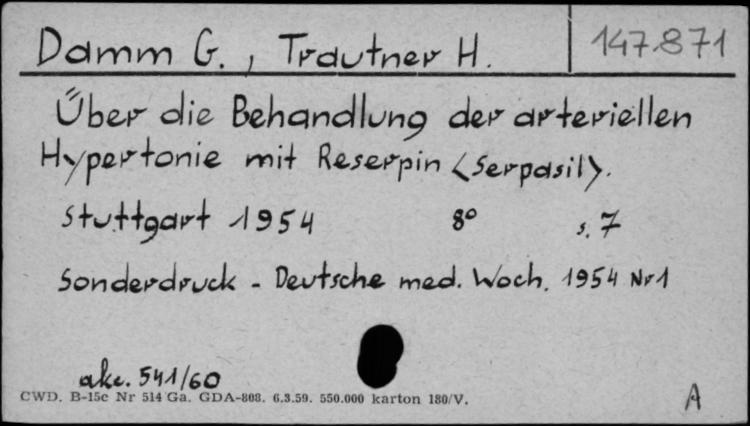 Damm G., Trautner H. 147.871
Über die Behandlung der arteriellen
Hypertonie mit Reserpin <Serpasil>.
Stuttgart 1954 8° s. 7
Sonderdruck - Deutsche med. Woch. 1954 Nr 1
akc. 541/60
CWD. B-15c Nr 514 Ga. GDA-808. 6.3.59. 550.000 karton 180/V.
A